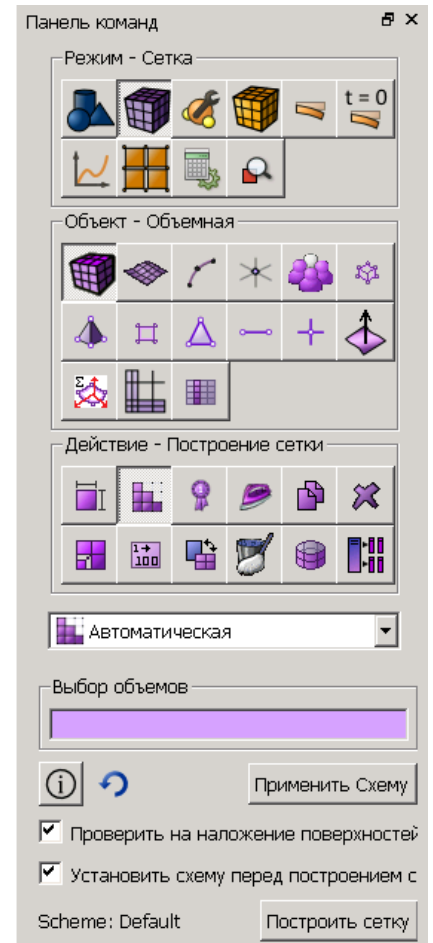 Панель команд
Режим - Сетка
t = 0
Объект - Объемная
Σ
Действие - Построение сетки
1→
100
Автоматическая
Выбор объемов
Применить Схему
Проверить на наложение поверхностей
Установить схему перед построением с
Scheme: Default
Построить сетку